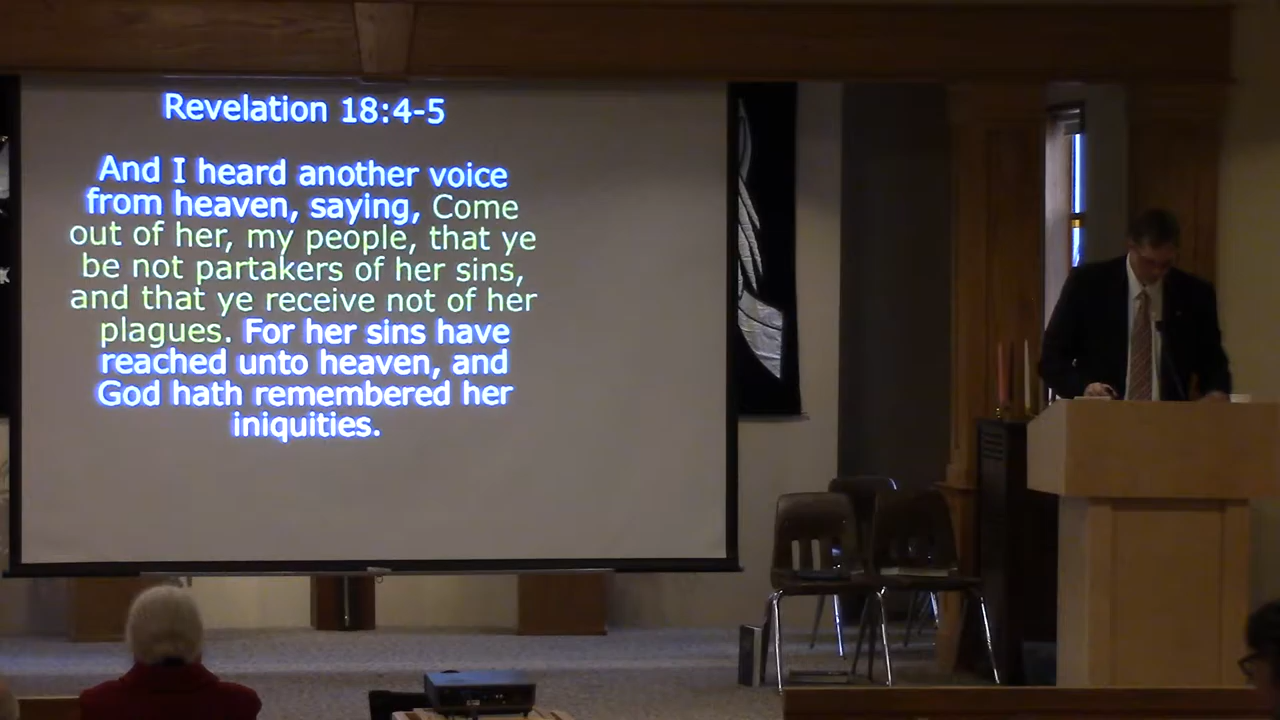 Revelation 18:4-5
And I heard another voice
from heaven, saying, Come
out of her, my people, that ye
be not partakers of her sins,
and that ye receive not of her
plagues. For her sins have
reached unto heaven, and
God hath remembered her
iniquities.